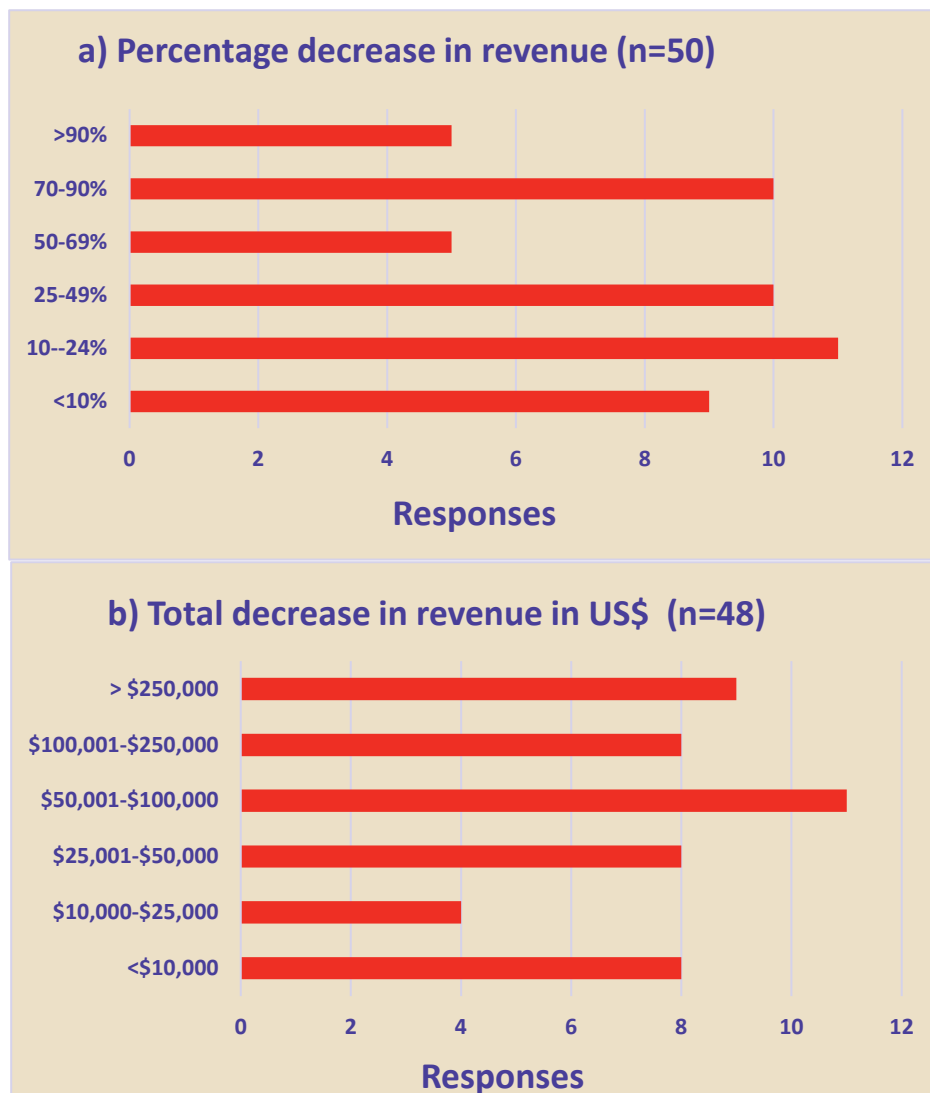 a) Percentage decrease in revenue (n=50)
>90%
70-90%
50-69%
25-49%
10--24%
<10%
0 2 4 6 8 10 12
Responses
b) Total decrease in revenue in US$ (n=48)
> $250,000
$100,001-$250,000
$50,001-$100,000
$25,001-$50,000
$10,000-$25,000
<$10,000
0 2 4 6 8 10 12
Responses